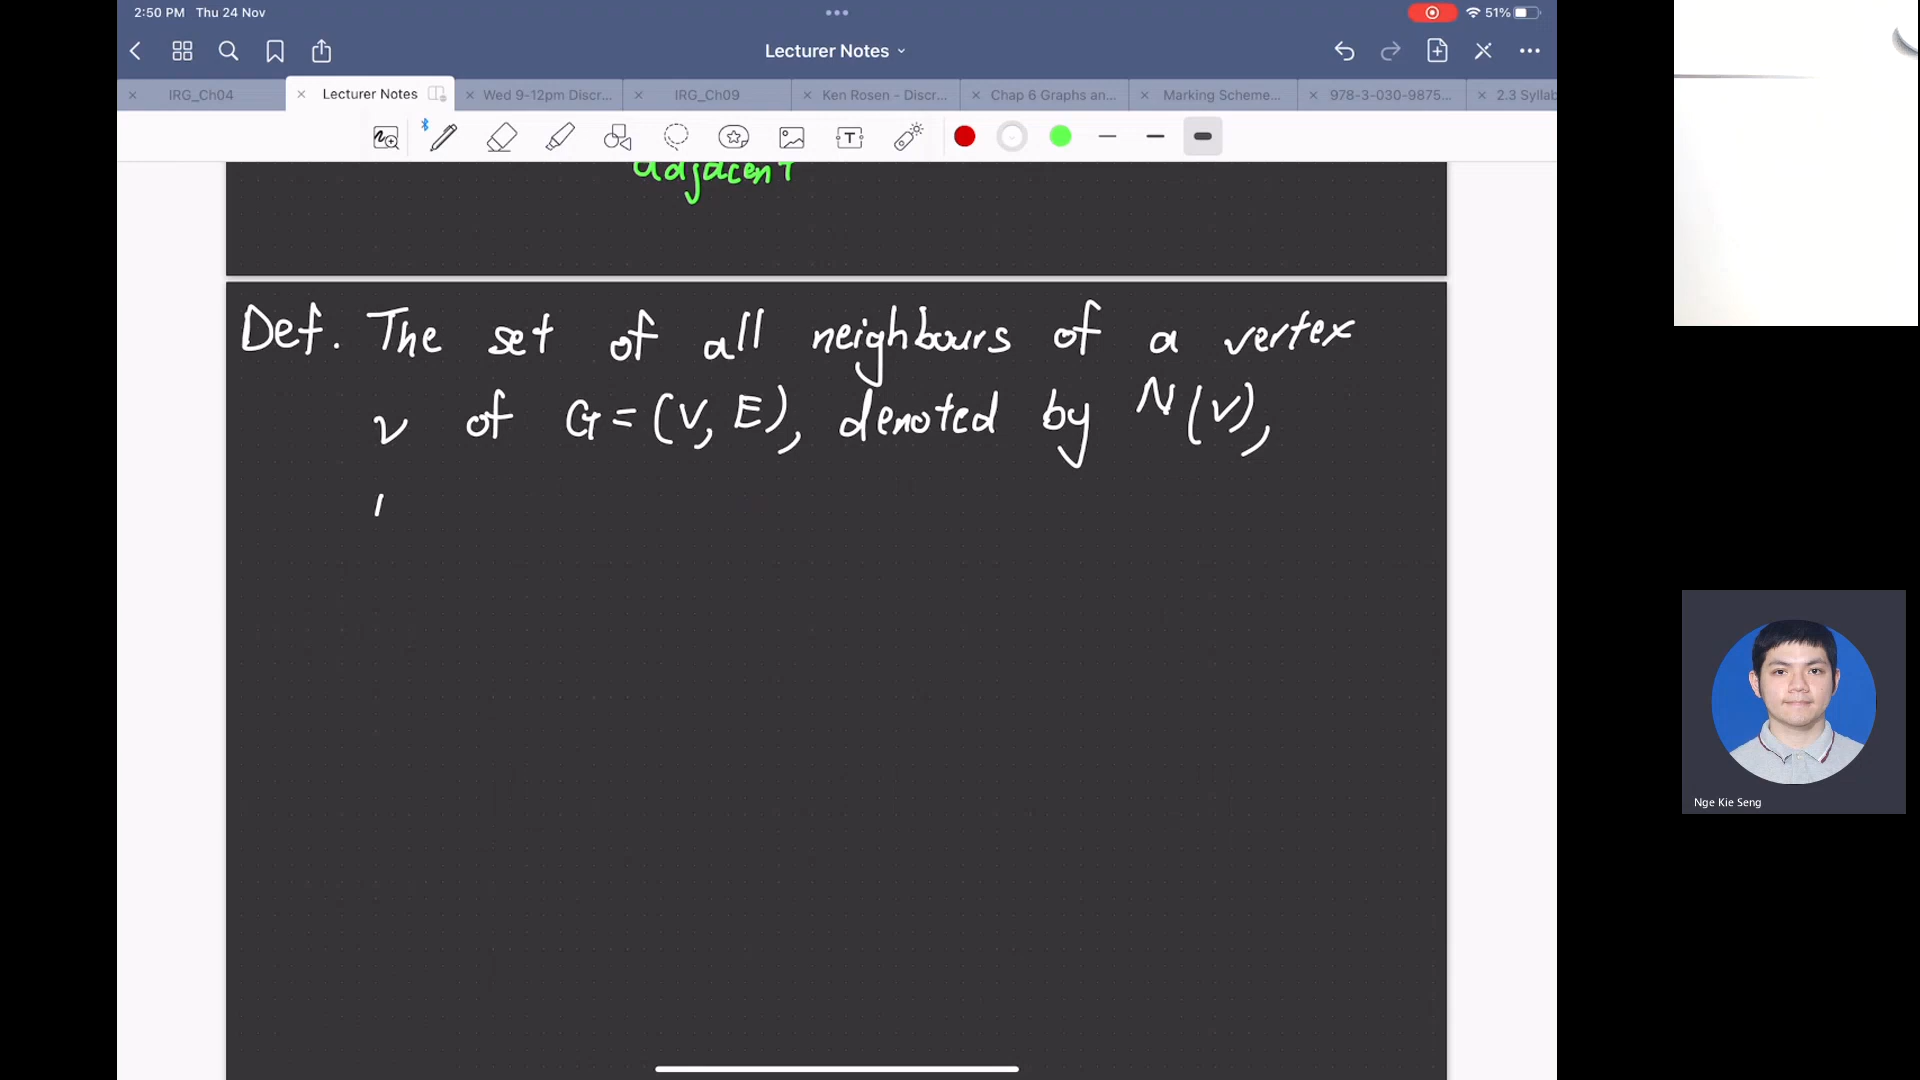 2:50 PM Thu 24 Nov
51%
Lecturer Notes
IRG_Ch04
Lecturer Notes
Wed 9-12pm Discr...
IRG_Ch09
Ken Rosen - Discr...
Chap 6 Graphs an...
Marking Scheme...
978-3-030-9875...
2.3 Syllab
T
adjacent
Def. The set of all neighbours of a vertex
v of G = (V, E), denoted by N(v),
Nge Kie Seng